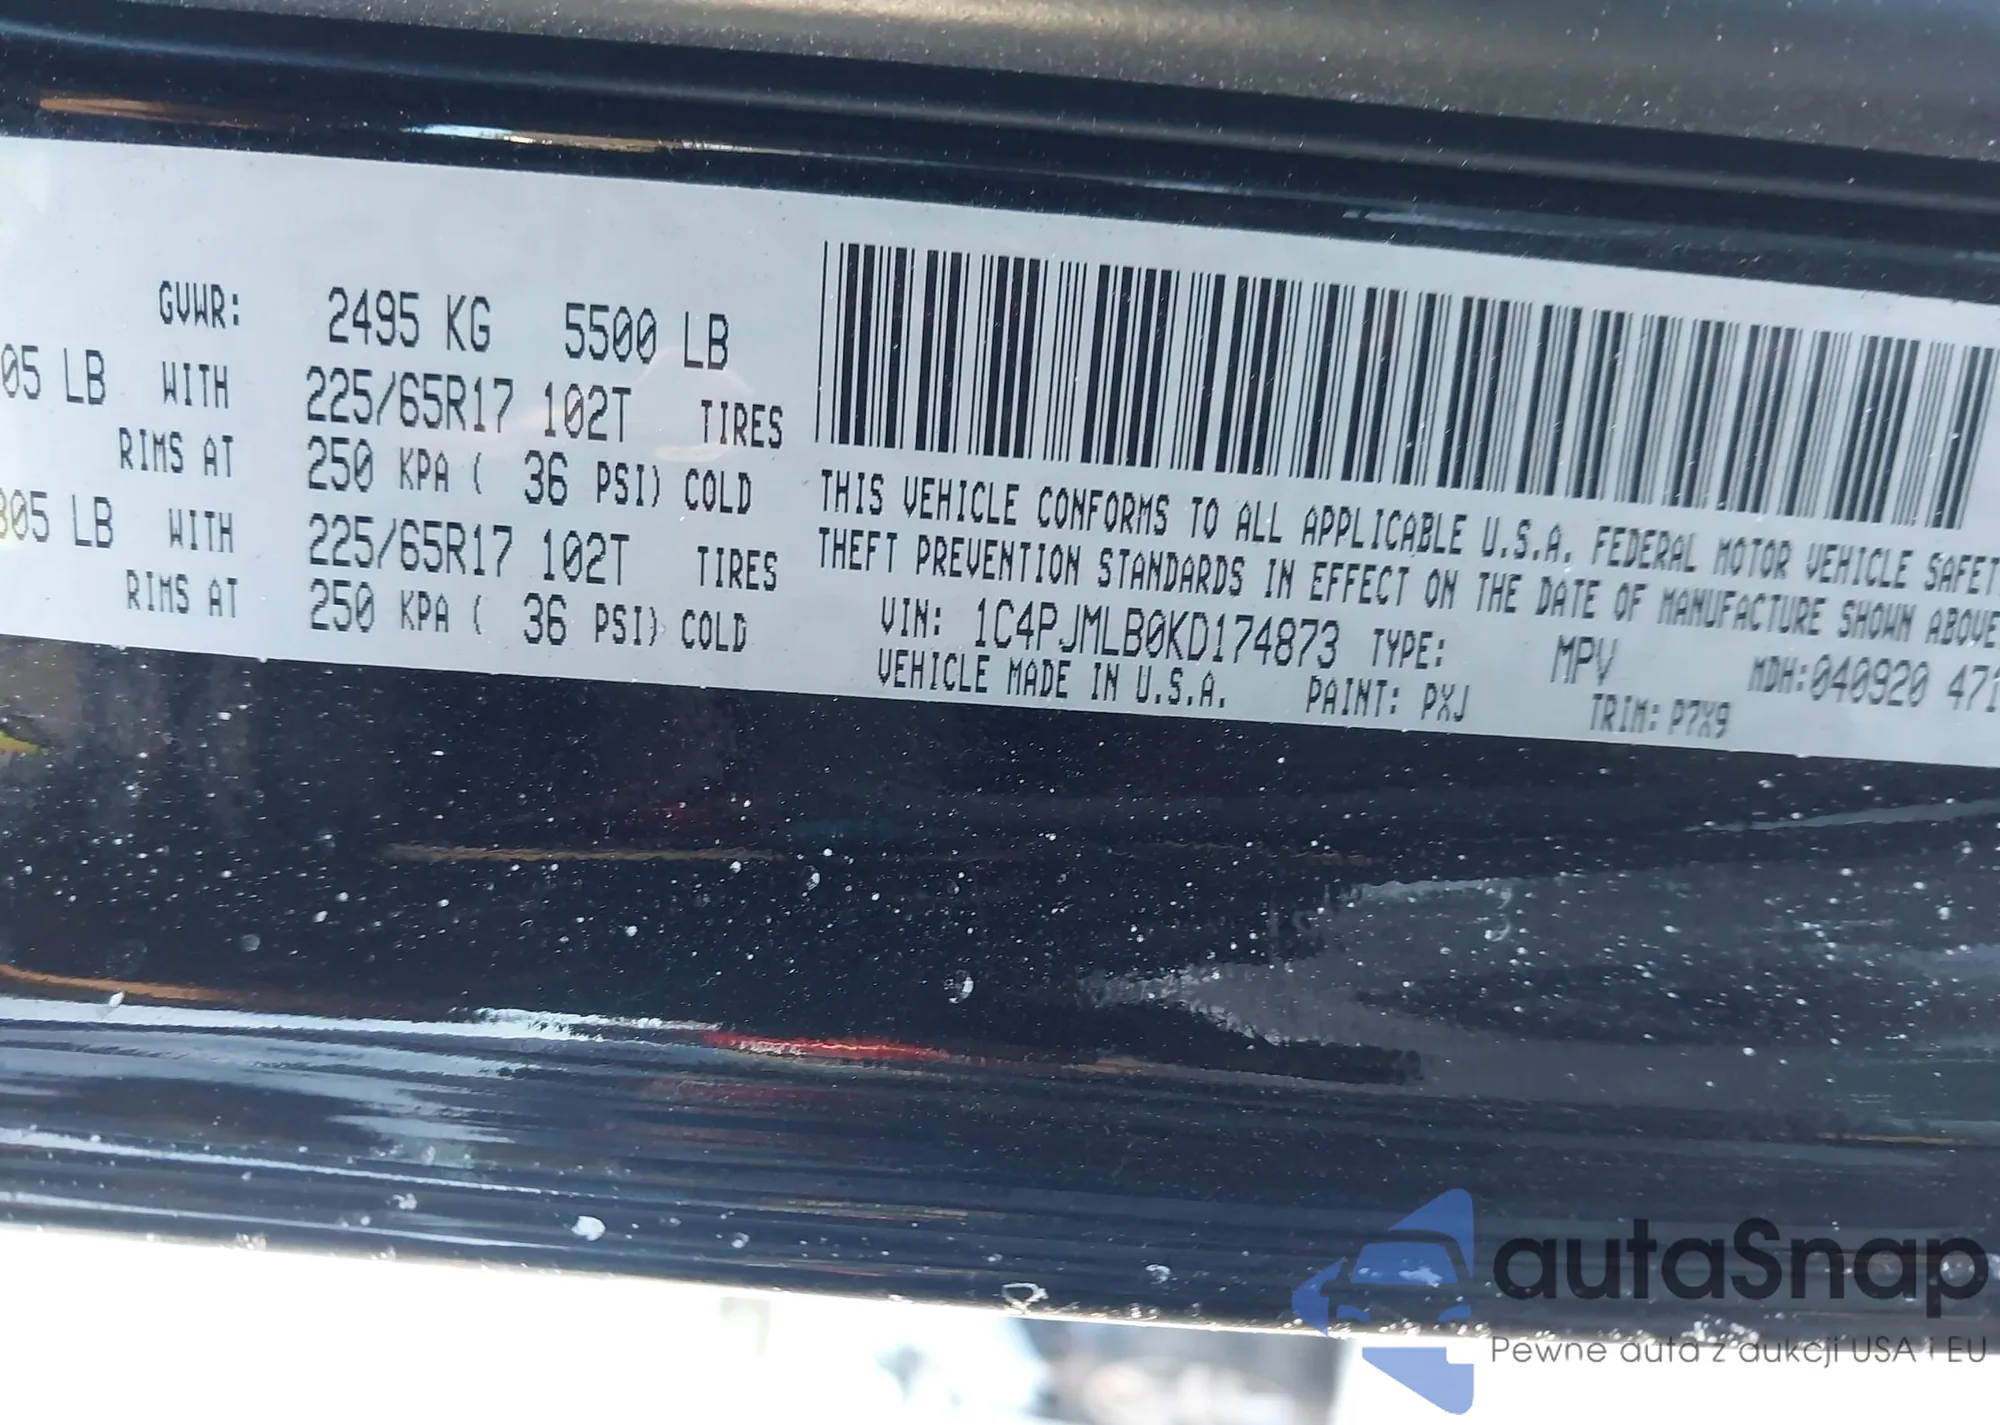 GVWR: 2495 KG 5500 LB
05 LB WITH 225/65R17 102T TIRES
RIMS AT 250 KPA ( 36 PSI) COLD
305 LB WITH 225/65R17 102T TIRES
RIMS AT 250 KPA ( 36 PSI) COLD
THIS VEHICLE CONFORMS TO ALL APPLICABLE U.S.A. FEDERAL MOTOR VEHICLE SAFET
THEFT PREVENTION STANDARDS IN EFFECT ON THE DATE OF MANUFACTURE SHOWN ABOVE
VIN: 1C4PJMLB0KD174873 TYPE: MPV MDH:040920 471
VEHICLE MADE IN U.S.A. PAINT: PXJ TRIM: P7X9
autaSnap
Pewne auta z aukcji USA i EU